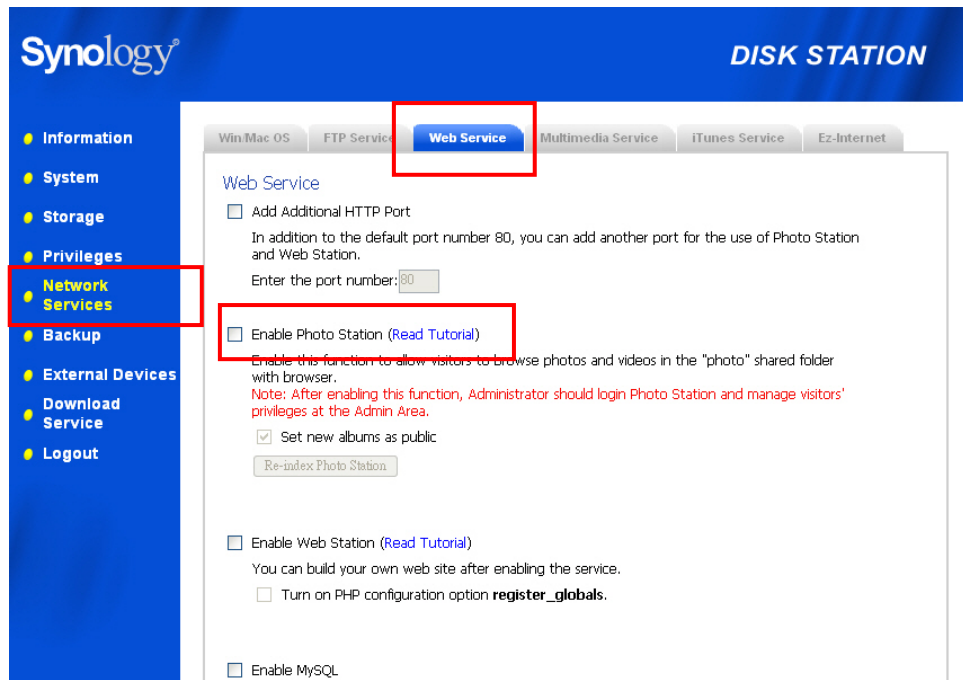 Synology®
DISK STATION
Information
System
Storage
Privileges
Network
Services
Backup
External Devices
Download
Service
Logout
Win/Mac OS FTP Service Web Service Multimedia Service iTunes Service Ez-Internet
Web Service
Add Additional HTTP Port
In addition to the default port number 80, you can add another port for the use of Photo Station
and Web Station.
Enter the port number: 80
Enable Photo Station (Read Tutorial)
Enable this function to allow visitors to browse photos and videos in the "photo" shared folder
with browser.
Note: After enabling this function, Administrator should login Photo Station and manage visitors'
privileges at the Admin Area.
Set new albums as public
Re-index Photo Station
Enable Web Station (Read Tutorial)
You can build your own web site after enabling the service.
Turn on PHP configuration option register_globals.
Enable MySQL